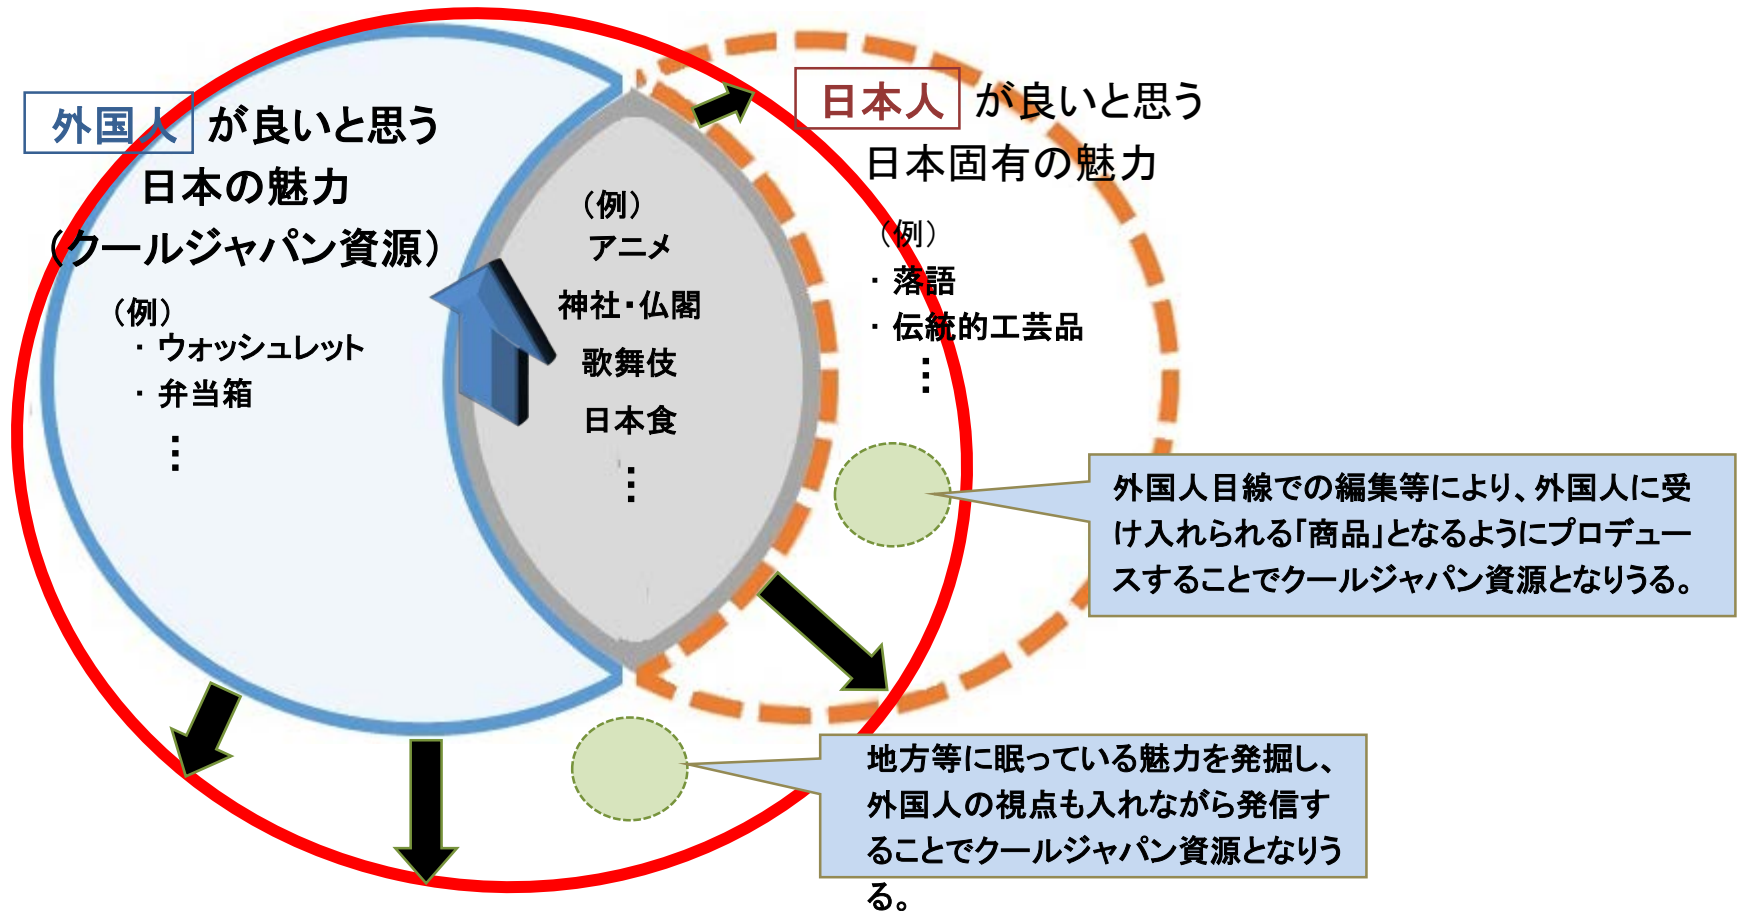 外国人 が良いと思う
日本の魅力
（クールジャパン資源）
（例）
・ ウォッシュレット
・ 弁当箱
⋮
（例）
アニメ
神社・仏閣
歌舞伎
日本食
⋮
日本人 が良いと思う
日本固有の魅力
（例）
・ 落語
・ 伝統的工芸品
⋮
外国人目線での編集等により、外国人に受
け入れられる「商品」となるようにプロデュー
スすることでクールジャパン資源となりうる。
地方等に眠っている魅力を発掘し、
外国人の視点も入れながら発信す
ることでクールジャパン資源となりう
る。